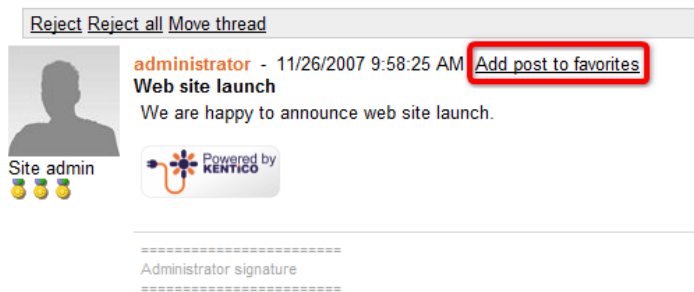 Reject Reject all Move thread
administrator - 11/26/2007 9:58:25 AM Add post to favorites
Web site launch
We are happy to announce web site launch.
Powered by
KENTiCO
Site admin
========================
Administrator signature
========================